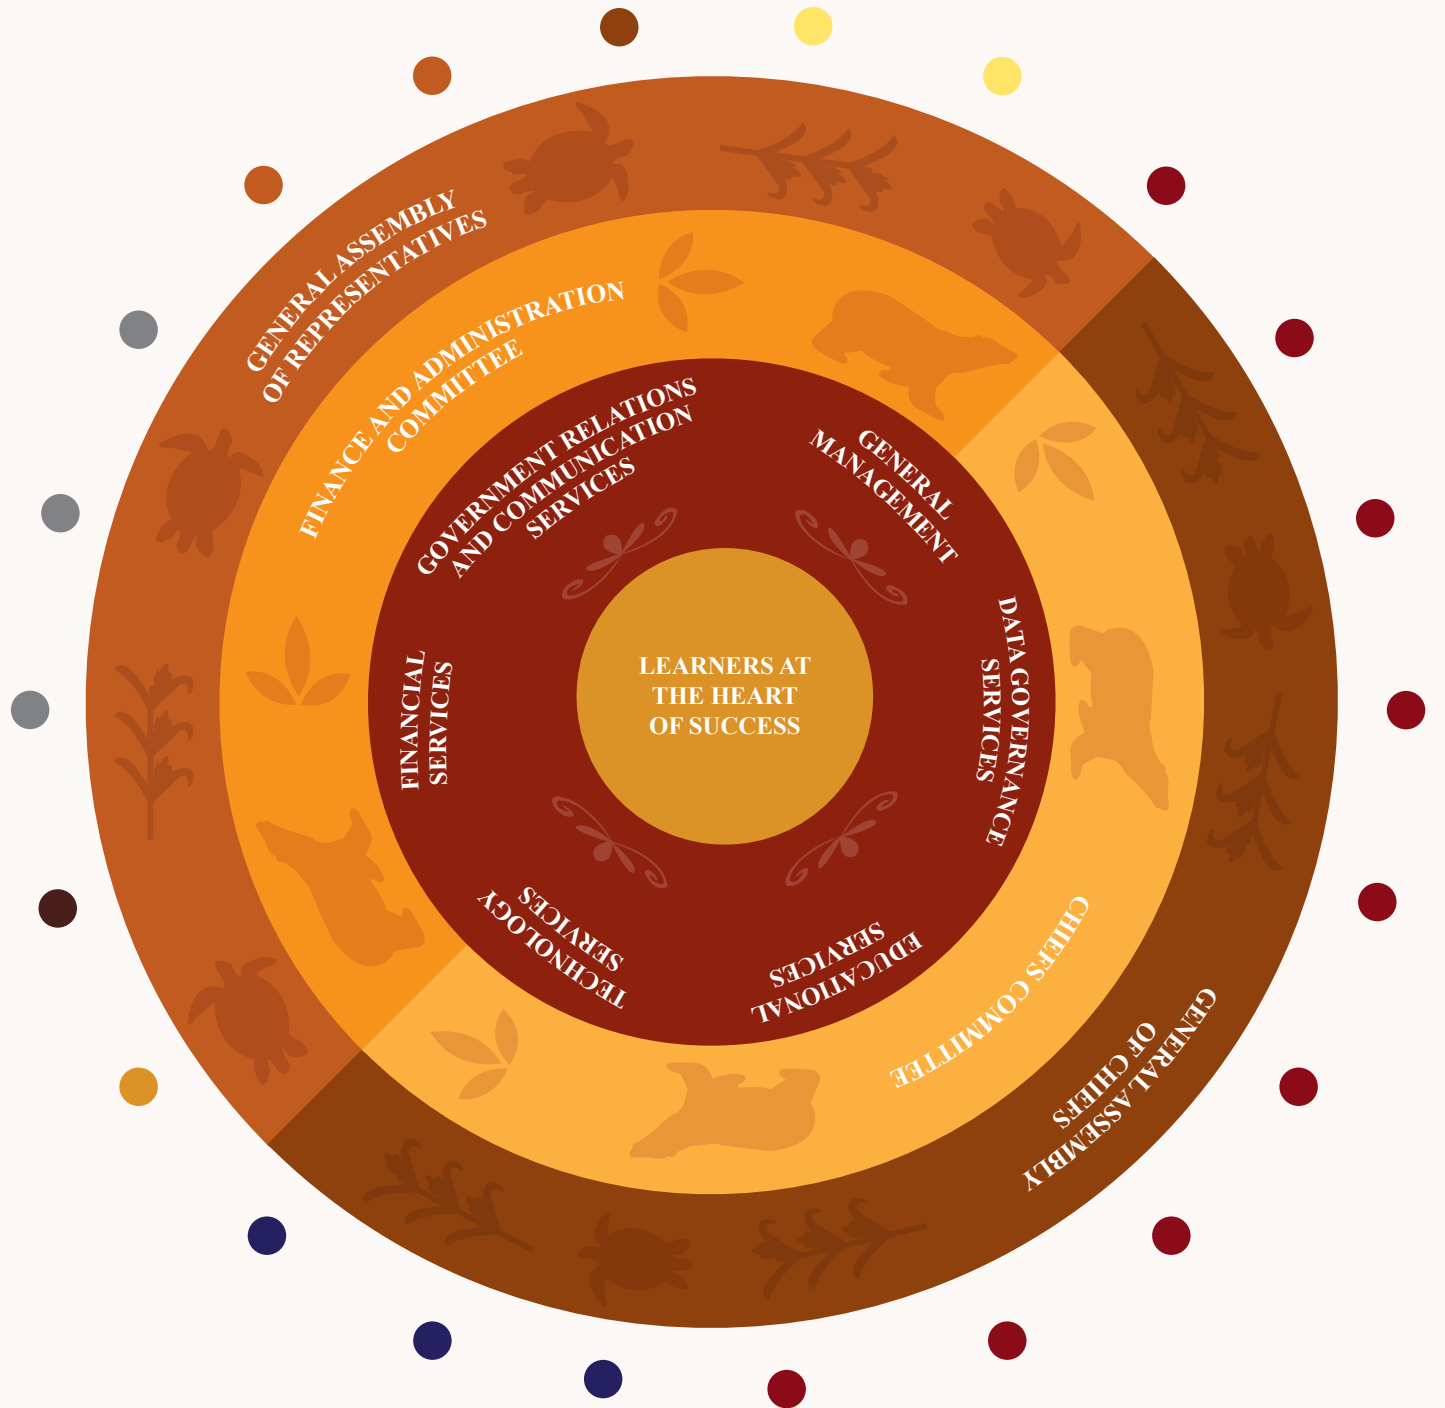 GENERAL ASSEMBLY
OF REPRESENTATIVES
FINANCE AND ADMINISTRATION
COMMITTEE
GOVERNMENT RELATIONS
AND COMMUNICATION
SERVICES
GENERAL
MANAGEMENT
DATA GOVERNANCE
SERVICES
FINANCIAL
SERVICES
LEARNERS AT
THE HEART
OF SUCCESS
TECHNOLOGY
SERVICES
EDUCATIONAL
SERVICES
CHIEFS COMMITTEE
GENERAL ASSEMBLY
OF CHIEFS